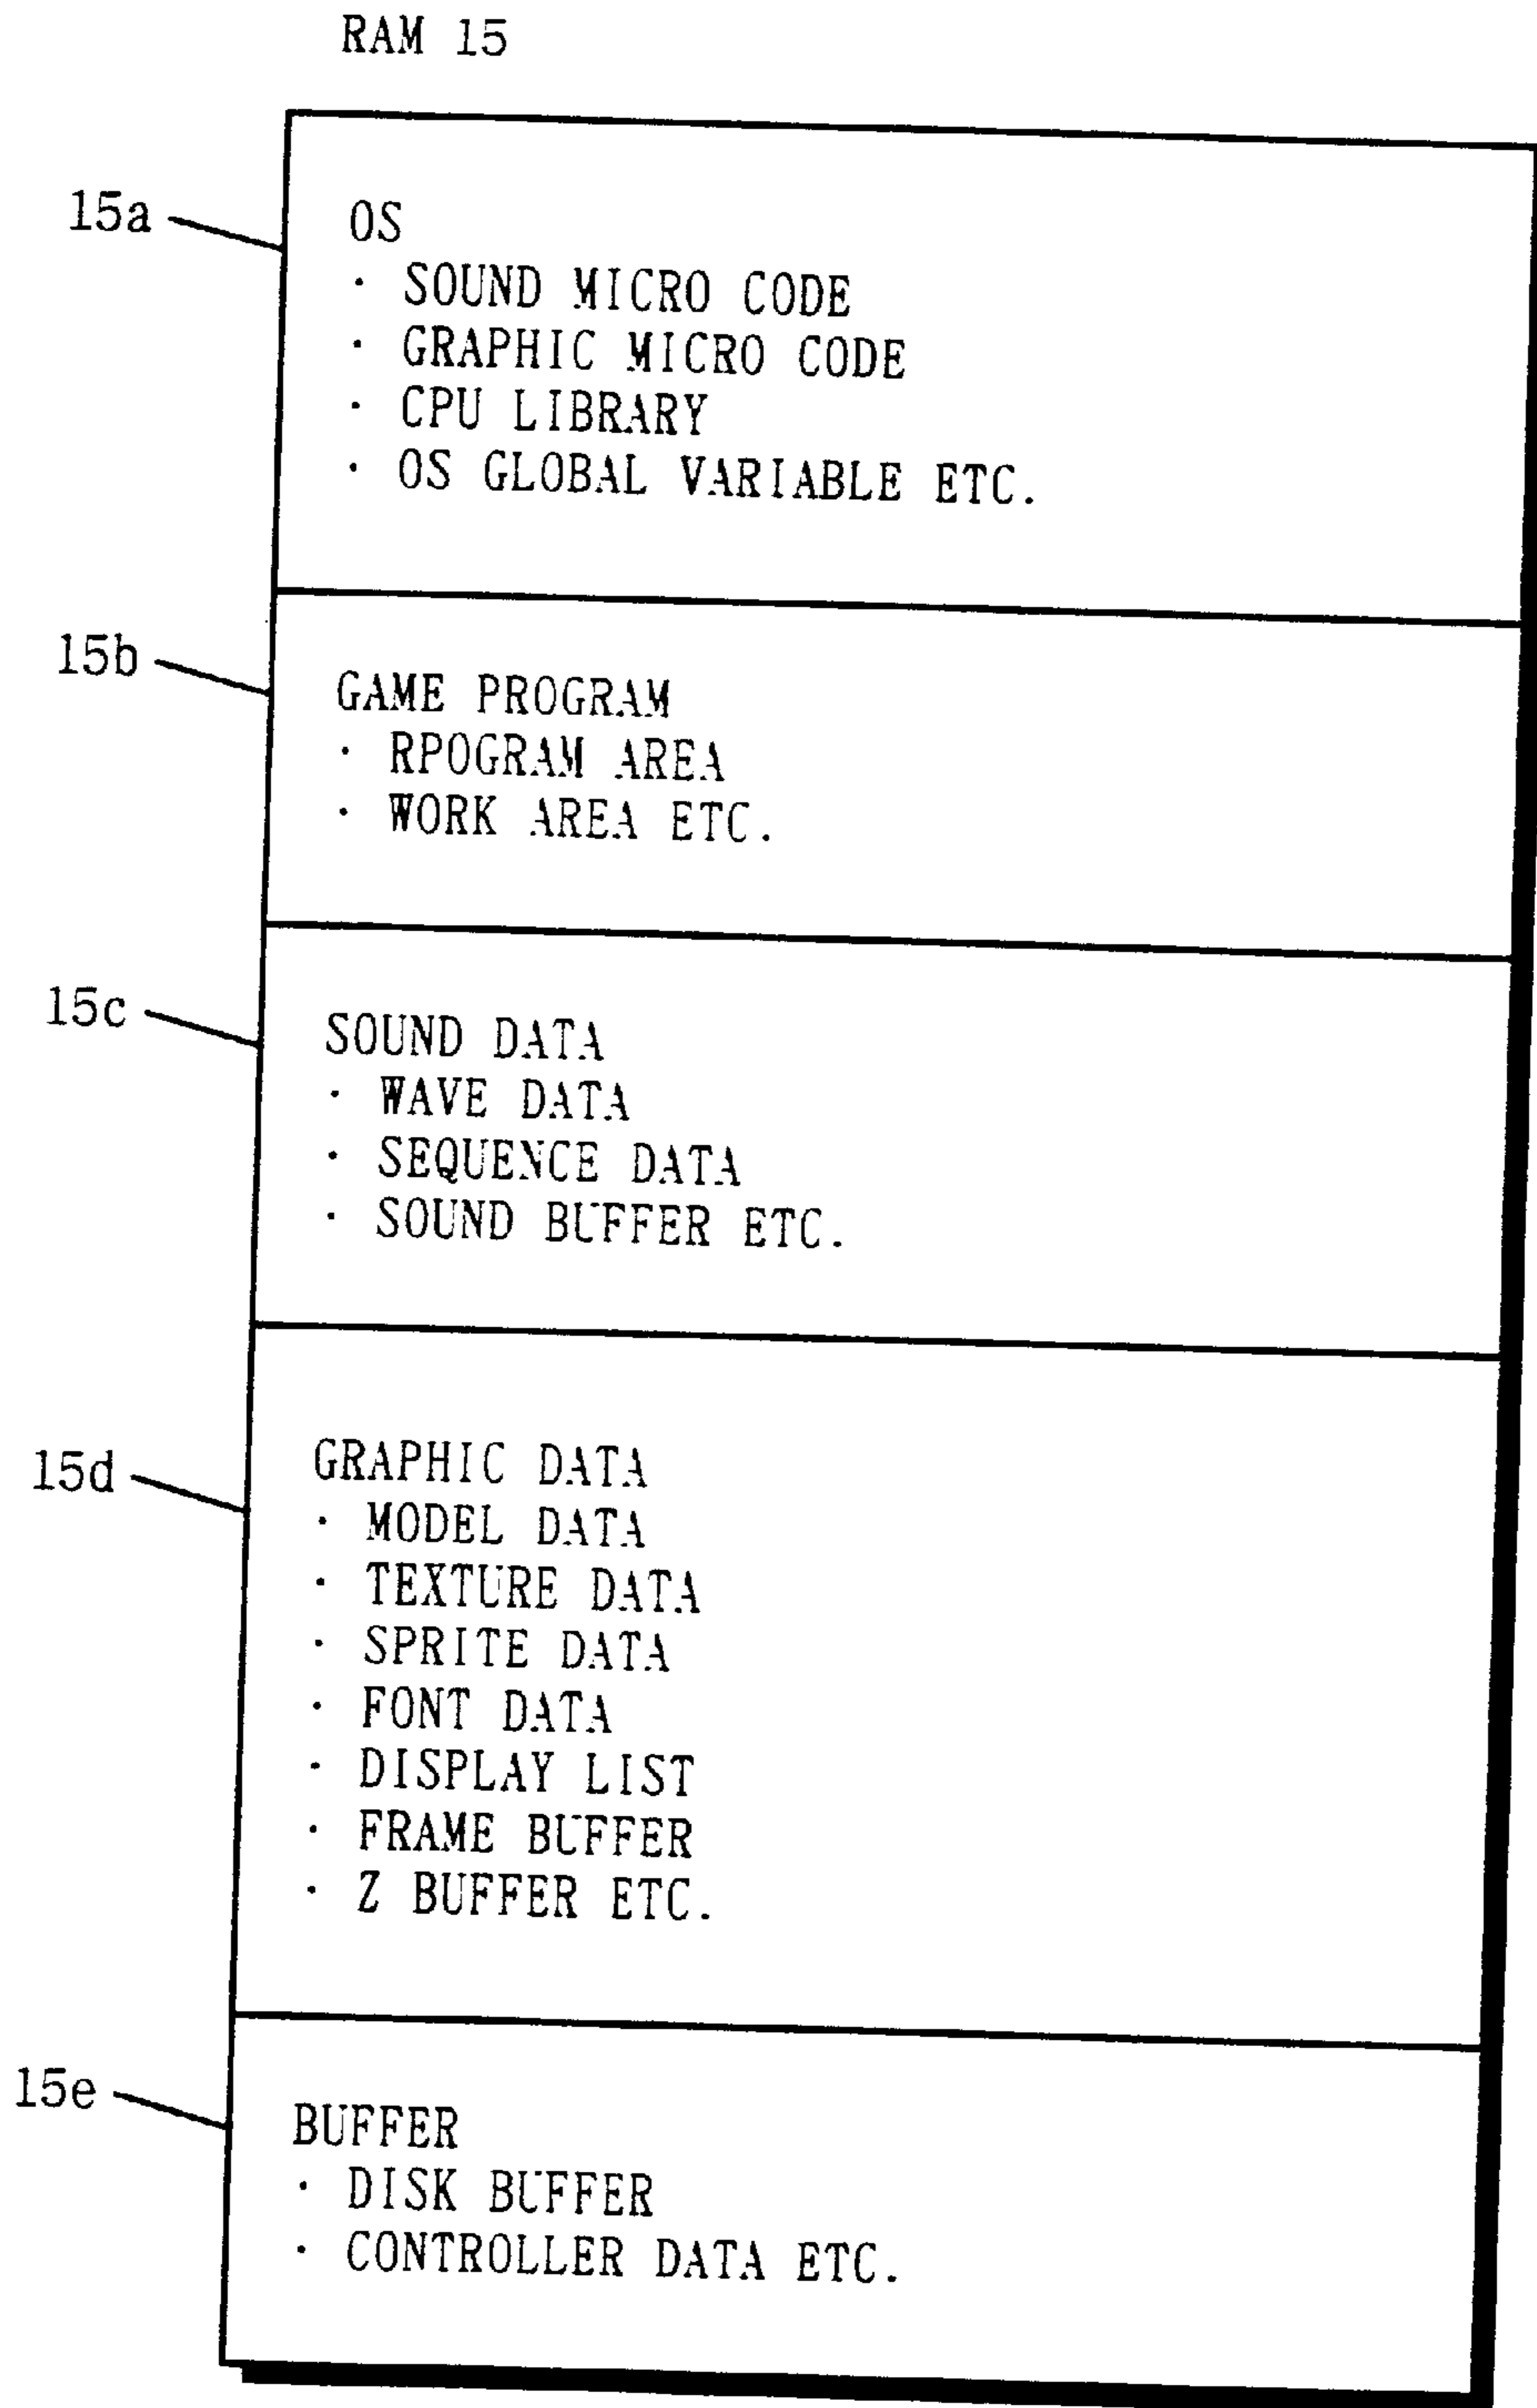 RAM 15
15a
OS
· SOUND MICRO CODE
· GRAPHIC MICRO CODE
· CPU LIBRARY
· OS GLOBAL VARIABLE ETC.
15b
GAME PROGRAM
· RPOGRAM AREA
· WORK AREA ETC.
15c
SOUND DATA
· WAVE DATA
· SEQUENCE DATA
· SOUND BUFFER ETC.
15d
GRAPHIC DATA
· MODEL DATA
· TEXTURE DATA
· SPRITE DATA
· FONT DATA
· DISPLAY LIST
· FRAME BUFFER
· Z BUFFER ETC.
15e
BUFFER
· DISK BUFFER
· CONTROLLER DATA ETC.